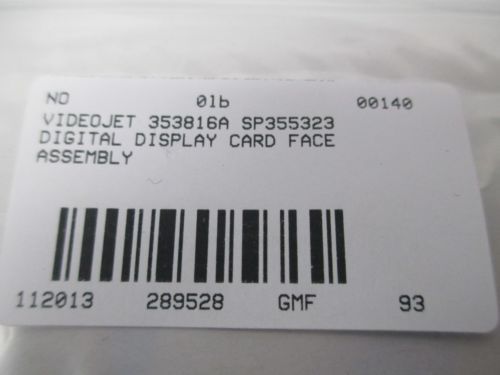 NO 01b 00140
VIDEOJET 353816A SP355323
DIGITAL DISPLAY CARD FACE
ASSEMBLY
112013 289528 GMF 93